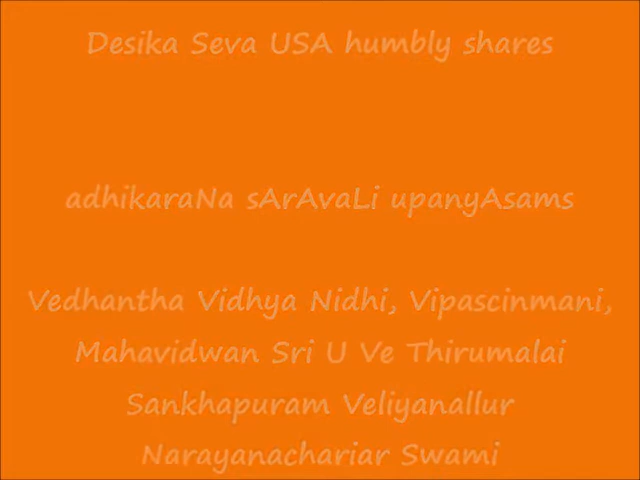 Desika Seva USA humbly shares
adhikaraNa sArAvaLi upanyAsams
Vedhantha Vidhya Nidhi, Vipascinmani,
Mahavidwan Sri U Ve Thirumalai
Sankhapuram Veliyanallur
Narayanachariar Swami